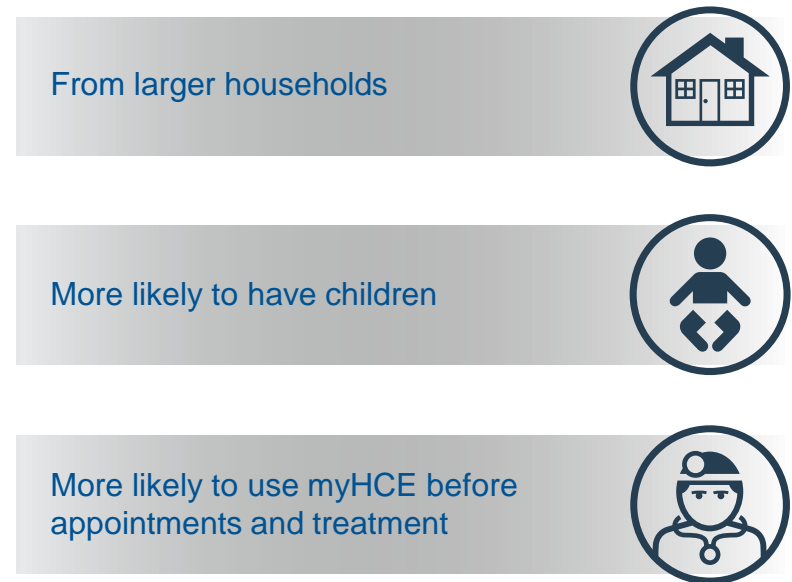 From larger households
More likely to have children
More likely to use myHCE before
appointments and treatment